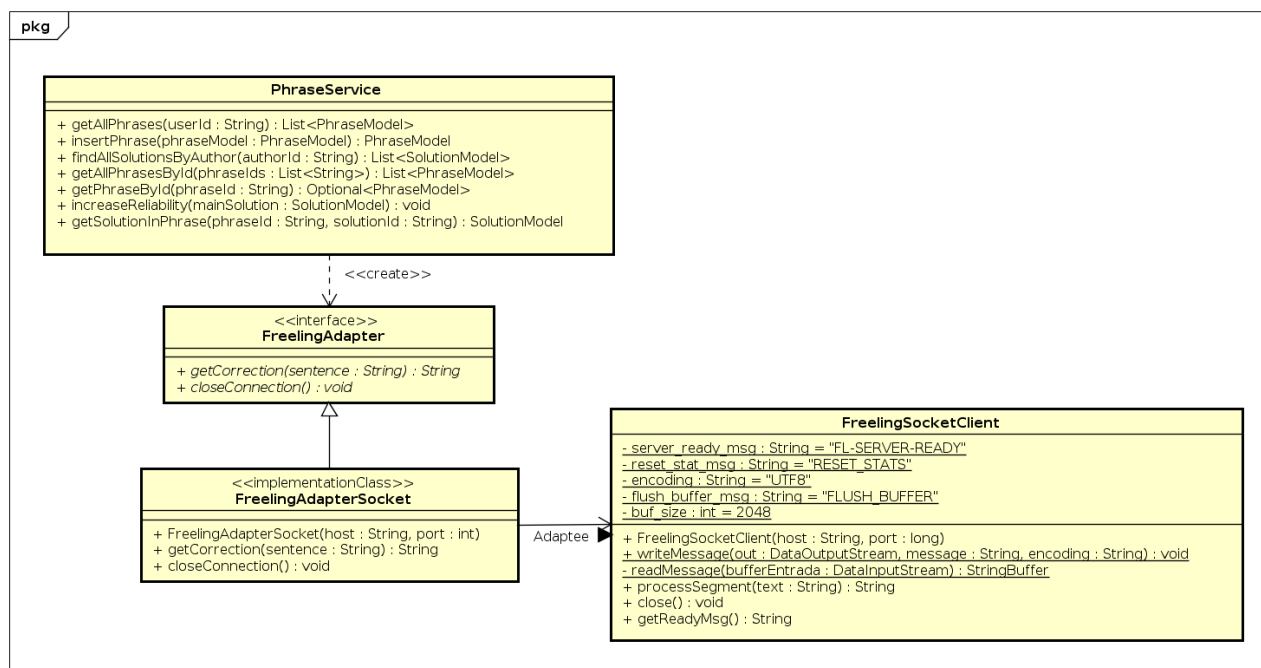 pkg
PhraseService
+ getAllPhrases(userId : String) : List<PhraseModel>
+ insertPhrase(phraseModel : PhraseModel) : PhraseModel
+ findAllSolutionsByAuthor(authorId : String) : List<SolutionModel>
+ getAllPhrasesById(phraseIds : List<String>) : List<PhraseModel>
+ getPhraseById(phraseId : String) : Optional<PhraseModel>
+ increaseReliability(mainSolution : SolutionModel) : void
+ getSolutionInPhrase(phraseId : String, solutionId : String) : SolutionModel
<<create>>
<<interface>>
FreelingAdapter
+ getCorrection(sentence : String) : String
+ closeConnection() : void
<<implementationClass>>
FreelingAdapterSocket
+ FreelingAdapterSocket(host : String, port : int)
+ getCorrection(sentence : String) : String
+ closeConnection() : void
Adaptee
FreelingSocketClient
- server_ready_msg : String = "FL-SERVER-READY"
- reset_stat_msg : String = "RESET_STATS"
- encoding : String = "UTF8"
- flush_buffer_msg : String = "FLUSH_BUFFER"
- buf_size : int = 2048
+ FreelingSocketClient(host : String, port : long)
+ writeMessage(out : DataOutputStream, message : String, encoding : String) : void
- readMessage(bufferEntrada : DataInputStream) : StringBuffer
+ processSegment(text : String) : String
+ close() : void
+ getReadyMsg() : String